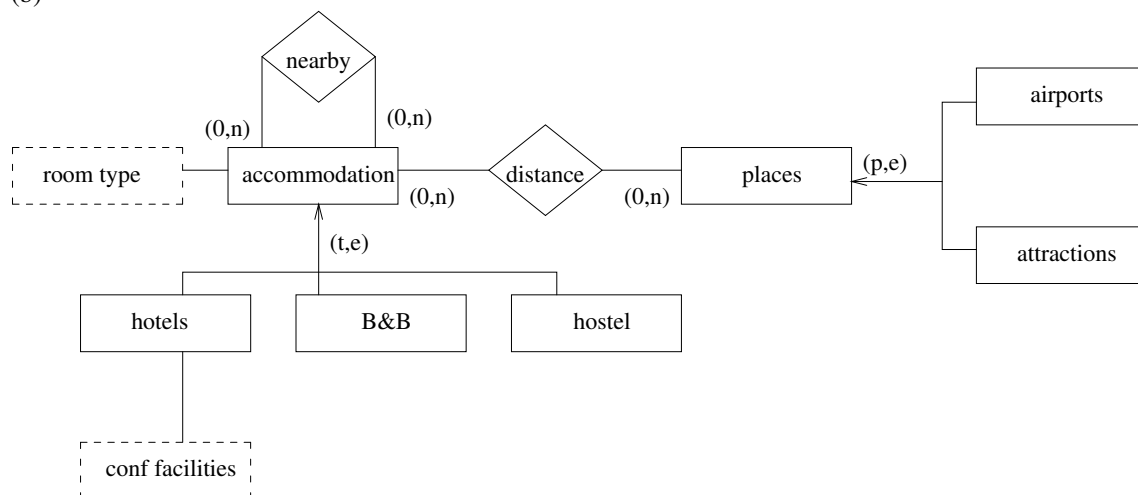 nearby
airports
(0,n)
(0,n)
(p,e)
room type
accommodation
distance
places
(0,n)
(0,n)
(t,e)
attractions
hotels
B&B
hostel
conf facilities